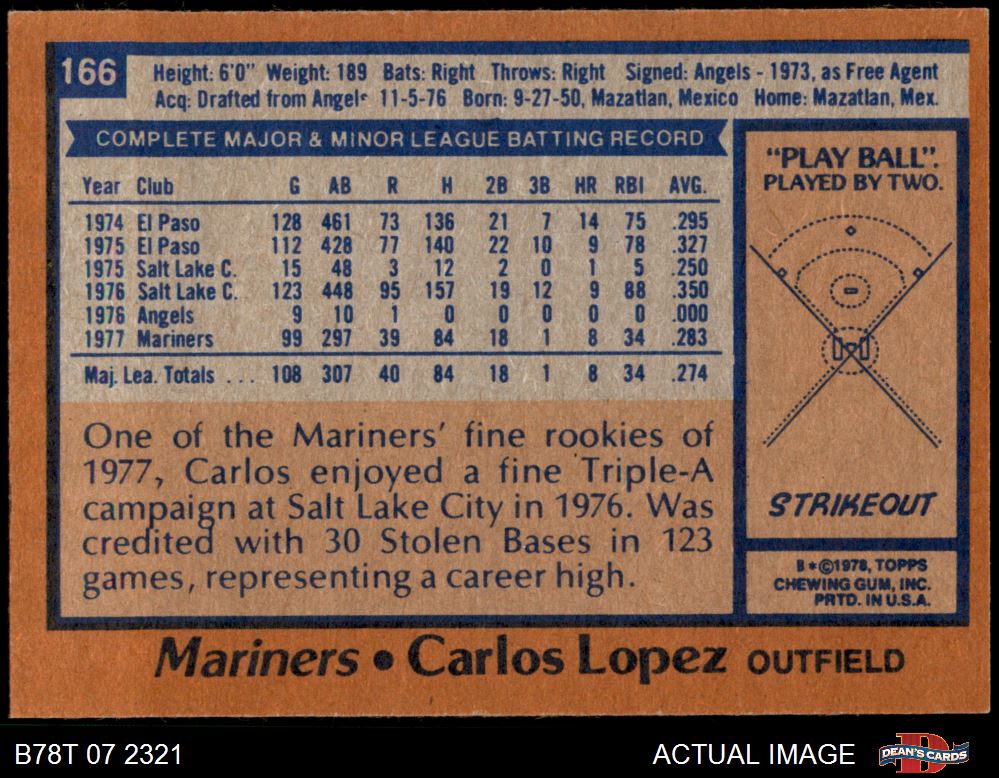 166
Height: 6'0" Weight: 189 Bats: Right Throws: Right Signed: Angels - 1973, as Free Agent
Acq: Drafted from Angels 11-5-76 Born: 9-27-50, Mazatlan, Mexico Home: Mazatlan, Mex.
COMPLETE MAJOR & MINOR LEAGUE BATTING RECORD
Year Club G AB R H 2B 3B HR RBI AVG.
1974 El Paso 128 461 73 136 21 7 14 75 .295
1975 El Paso 112 428 77 140 22 10 9 78 .327
1975 Salt Lake C. 15 48 3 12 2 0 1 5 .250
1976 Salt Lake C. 123 448 95 157 19 12 9 88 .350
1976 Angels 9 10 1 0 0 0 0 0 .000
1977 Mariners 99 297 39 84 18 1 8 34 .283
Maj. Lea. Totals . . . 108 307 40 84 18 1 8 34 .274
One of the Mariners' fine rookies of
1977, Carlos enjoyed a fine Triple-A
campaign at Salt Lake City in 1976. Was
credited with 30 Stolen Bases in 123
games, representing a career high.
"PLAY BALL".
PLAYED BY TWO.
STRIKEOUT
B*©1978, TOPPS
CHEWING GUM, INC.
PRTD. IN U.S.A.
Mariners • Carlos Lopez OUTFIELD
B78T 07 2321
ACTUAL IMAGE
D
DEAN'S CARDS